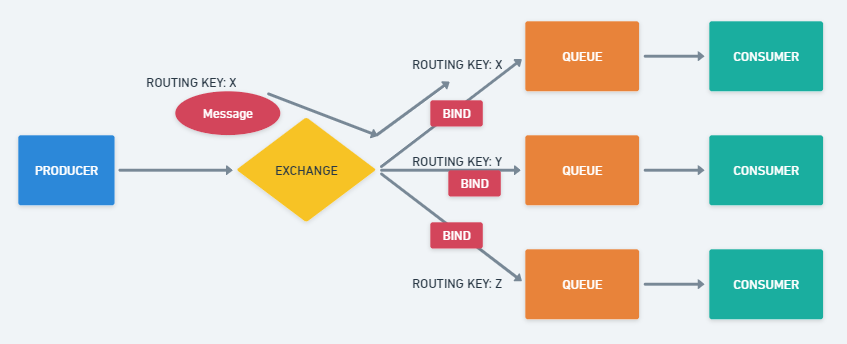 ROUTING KEY: X
Message
PRODUCER
EXCHANGE
ROUTING KEY: X
BIND
QUEUE
CONSUMER
ROUTING KEY: Y
BIND
QUEUE
CONSUMER
BIND
ROUTING KEY: Z
QUEUE
CONSUMER